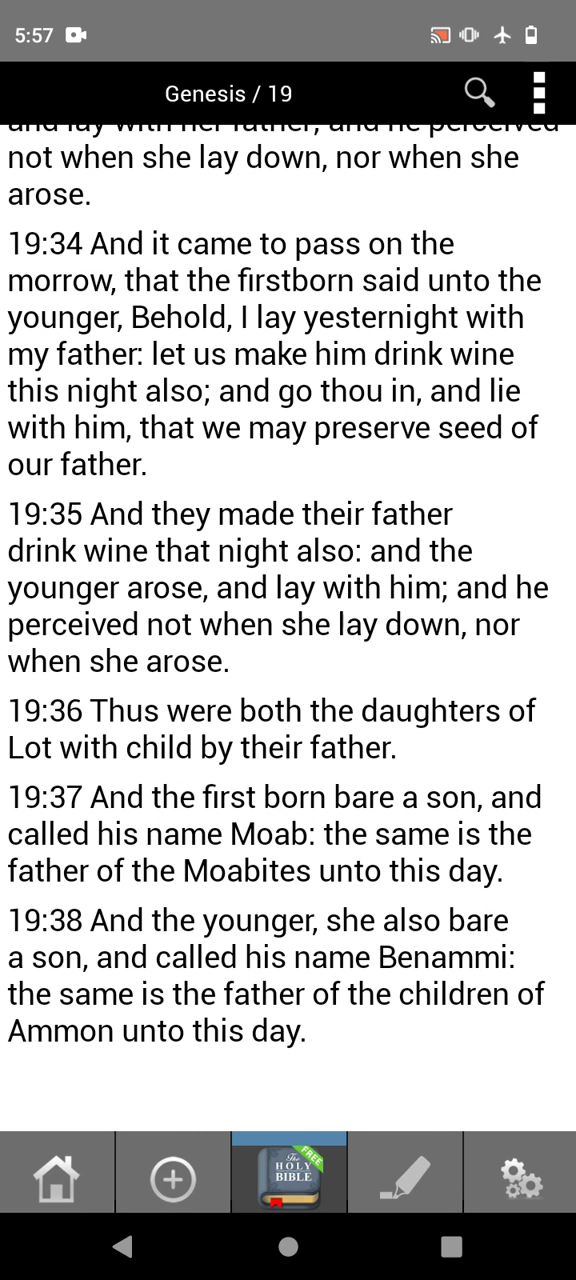 5:57
Genesis / 19
and lay with her father; and he perceived
not when she lay down, nor when she
arose.
19:34 And it came to pass on the
morrow, that the firstborn said unto the
younger, Behold, I lay yesternight with
my father: let us make him drink wine
this night also; and go thou in, and lie
with him, that we may preserve seed of
our father.
19:35 And they made their father
drink wine that night also: and the
younger arose, and lay with him; and he
perceived not when she lay down, nor
when she arose.
19:36 Thus were both the daughters of
Lot with child by their father.
19:37 And the first born bare a son, and
called his name Moab: the same is the
father of the Moabites unto this day.
19:38 And the younger, she also bare
a son, and called his name Benammi:
the same is the father of the children of
Ammon unto this day.
FREE
The
HOLY
BIBLE